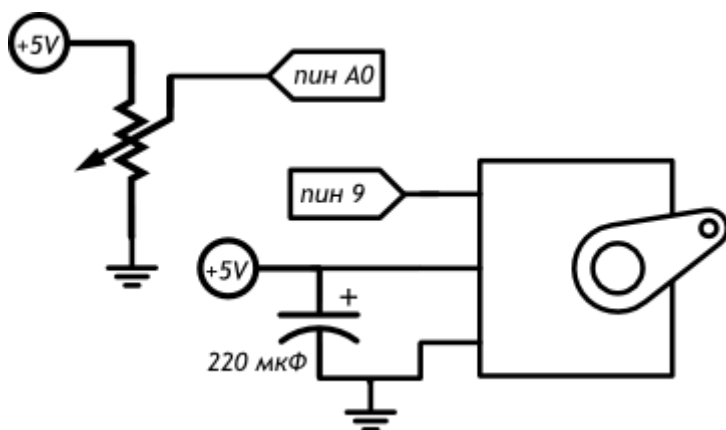 +5V
пин A0
пин 9
+5V
+
220 мкФ